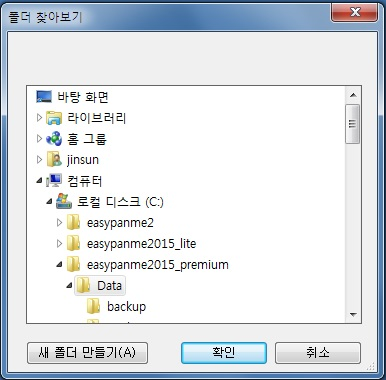 폴더 찾아보기
바탕 화면
라이브러리
홈 그룹
jinsun
컴퓨터
로컬 디스크 (C:)
easypanme2
easypanme2015_lite
easypanme2015_premium
Data
backup
새 폴더 만들기(A)
확인
취소